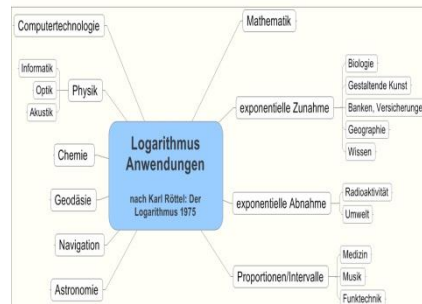 Computertechnologie
Mathematik
Informatik
Optik
Akustik
Physik
Biologie
Gestaltende Kunst
Banken, Versicherunge
Geographie
Wissen
exponentielle Zunahme
Logarithmus
Anwendungen
nach Karl Röttel: Der
Logarithmus 1975
Chemie
Geodäsie
Navigation
Astronomie
exponentielle Abnahme
Radioaktivität
Umwelt
Proportionen/Intervalle
Medizin
Musik
Funktechnik